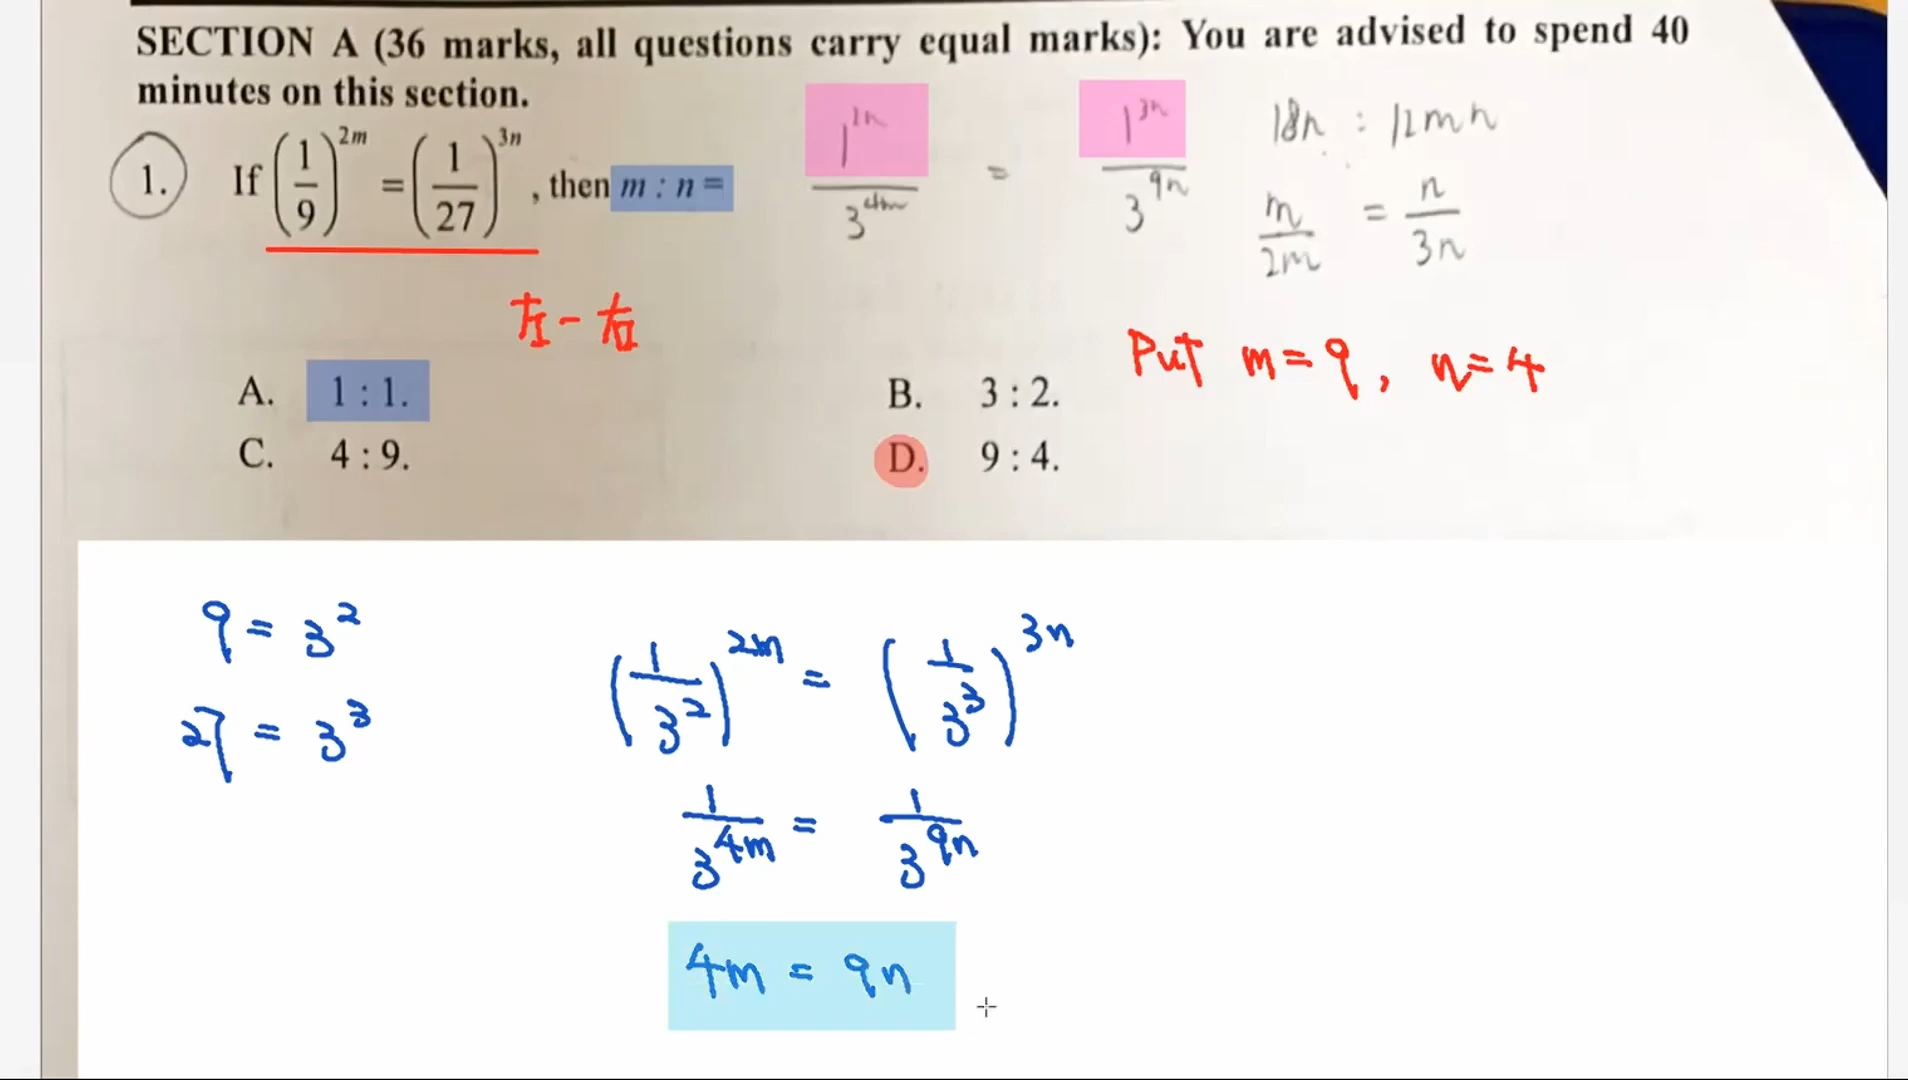 SECTION A (36 marks, all questions carry equal marks): You are advised to spend 40
minutes on this section.
1. If (1/9)^2m = (1/27)^3n, then m : n =
1^2n / 3^4m = 1^3n / 3^9n
18n : 12mn
m/2m = n/3n
左 - 右
Put m = 9, n = 4
A. 1 : 1.
B. 3 : 2.
C. 4 : 9.
D. 9 : 4.
9 = 3^2
27 = 3^3
(1/3^2)^2m = (1/3^3)^3n
1/3^4m = 1/3^9n
4m = 9n